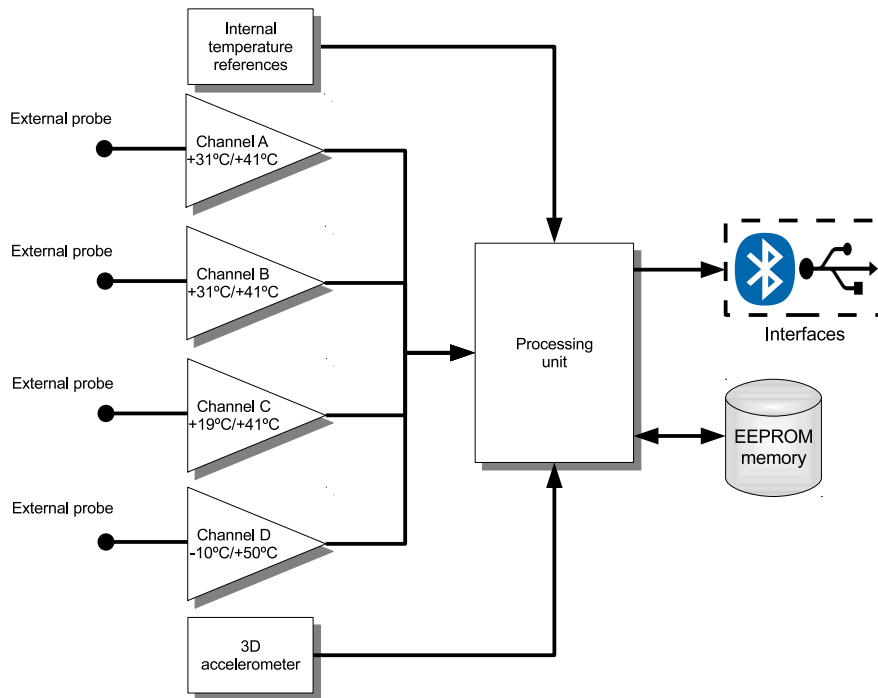 Internal
temperature
references
External probe
Channel A
+31ºC/+41ºC
External probe
Channel B
+31ºC/+41ºC
External probe
Channel C
+19ºC/+41ºC
External probe
Channel D
-10ºC/+50ºC
3D
accelerometer
Processing
unit
Interfaces
EEPROM
memory